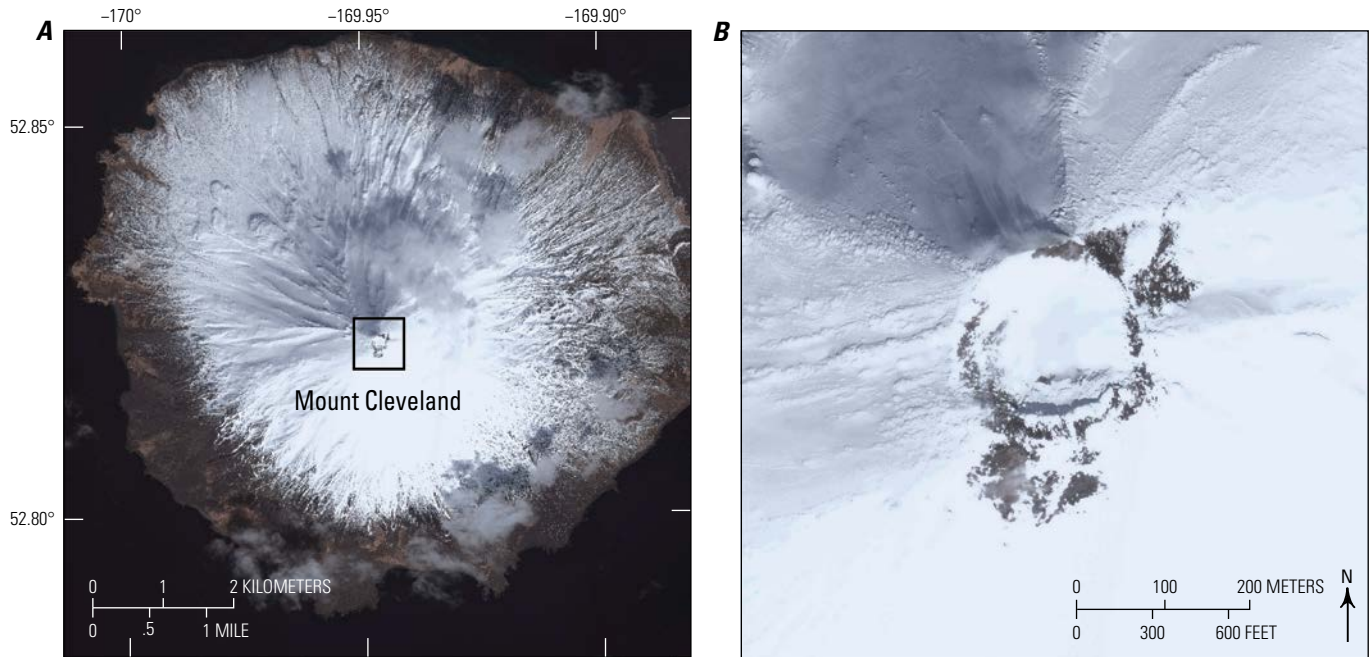 A
–170°
–169.95°
–169.90°
52.85°
52.80°
Mount Cleveland
0 1 2 KILOMETERS
0 .5 1 MILE
B
0 100 200 METERS
0 300 600 FEET
N